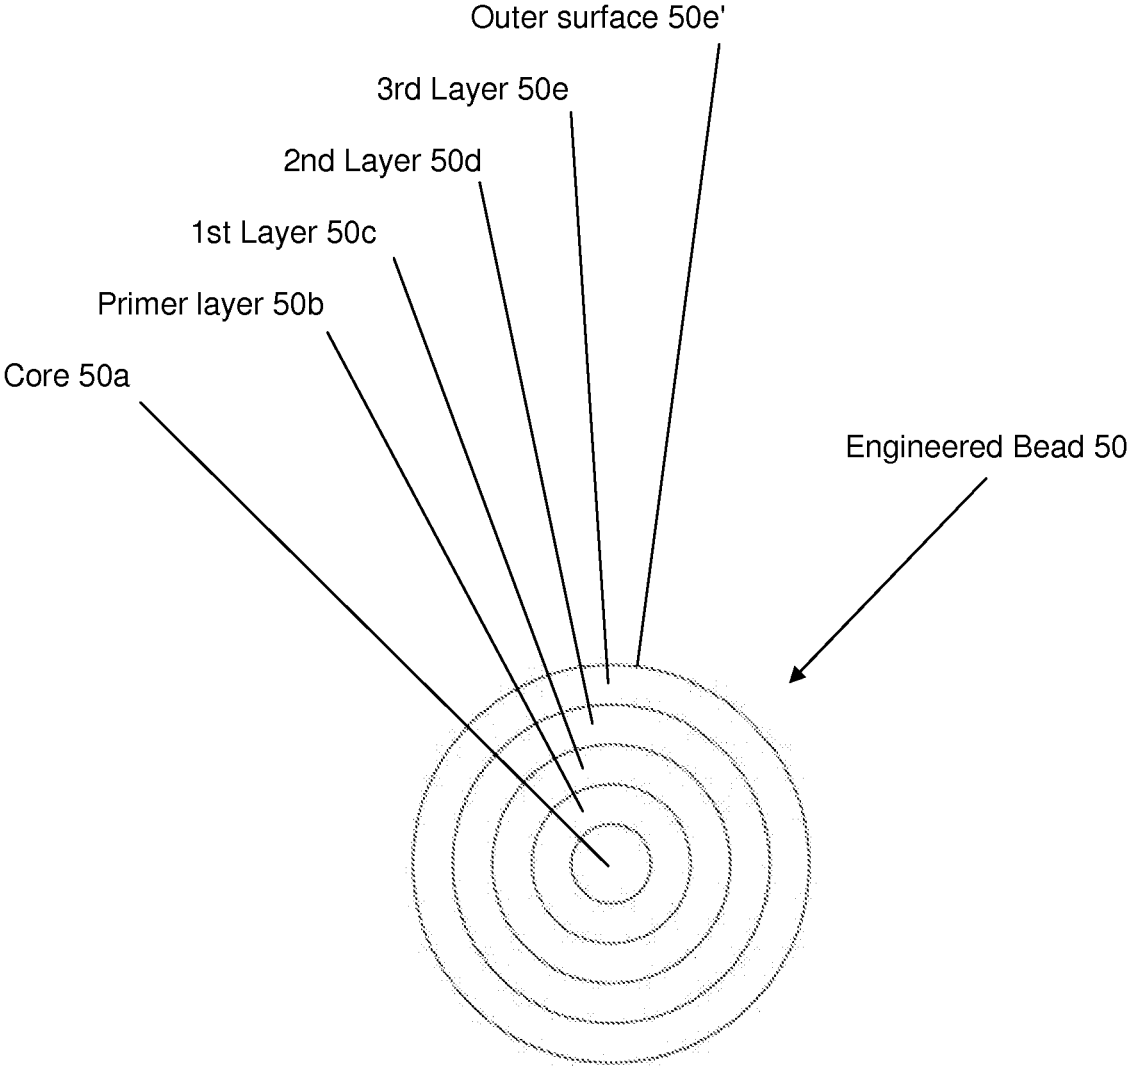 Outer surface 50e'
3rd Layer 50e
2nd Layer 50d
1st Layer 50c
Primer layer 50b
Core 50a
Engineered Bead 50